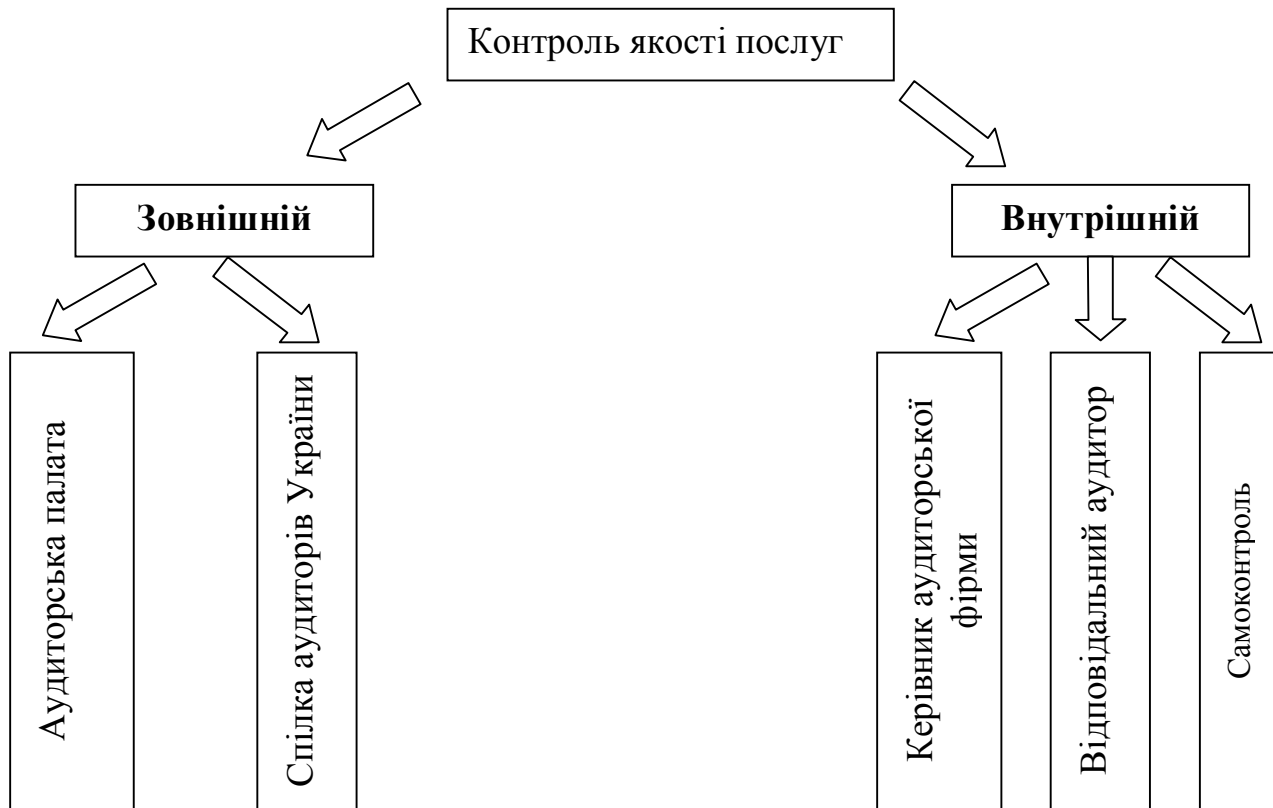 Контроль якості послуг
Зовнішній
Внутрішній
Аудиторська палата
Спілка аудиторів України
Керівник аудиторської
фірми
Відповідальний аудитор
Самоконтроль